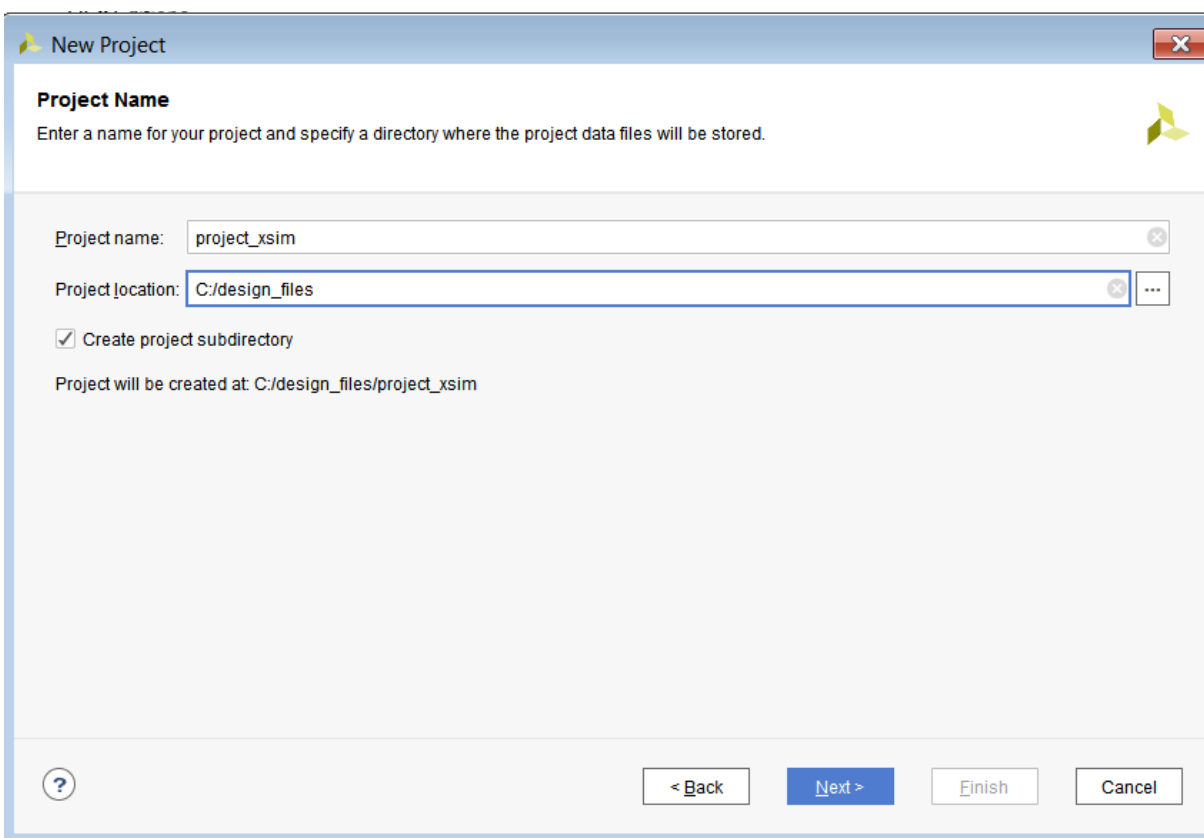 New Project
Project Name
Enter a name for your project and specify a directory where the project data files will be stored.
Project name: project_xsim
Project location: C:/design_files ...
Create project subdirectory
Project will be created at: C:/design_files/project_xsim
? < Back Next > Finish Cancel